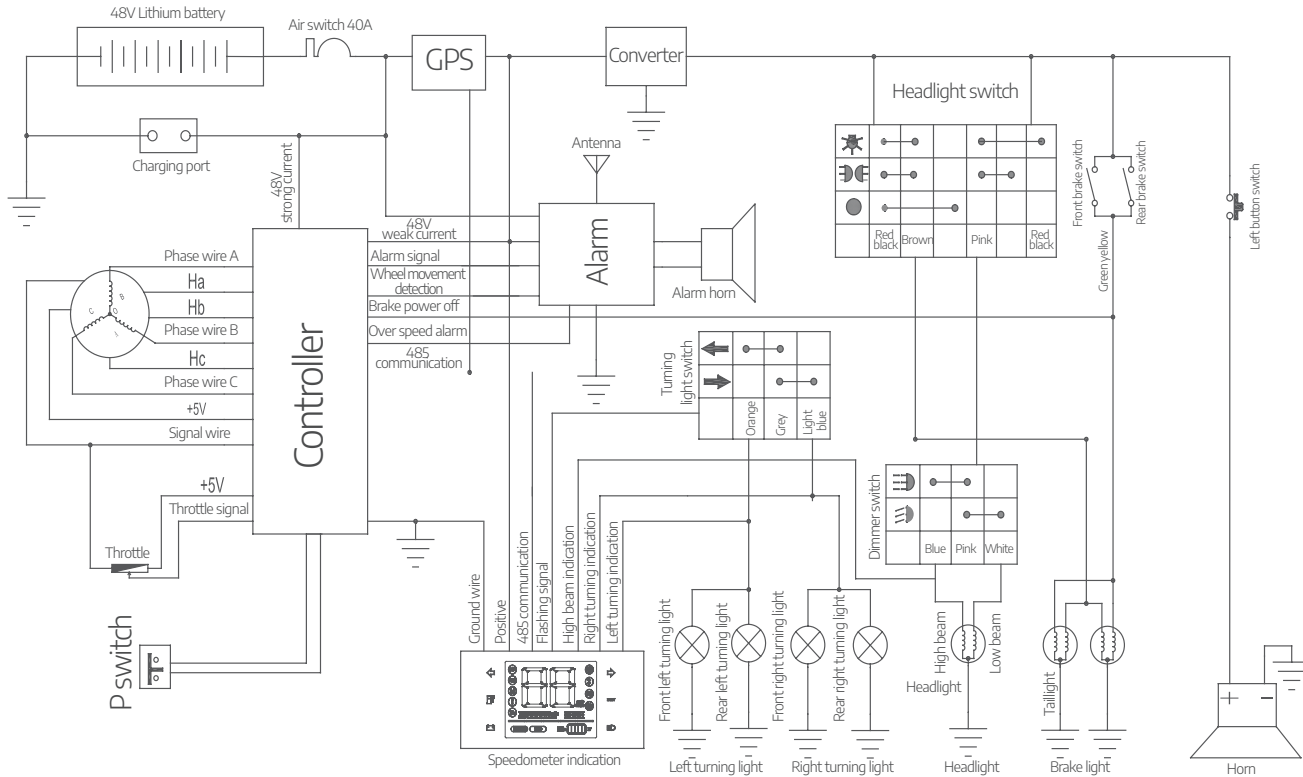 48V Lithium battery
Air switch 40A
GPS
Converter
Headlight switch
Charging port
48V
strong current
Antenna
Front brake switch
Rear brake switch
Left button switch
Red
black
Brown
Pink
Red
black
Green yellow
Controller
48V
weak current
Alarm signal
Wheel movement
detection
Brake power off
Over speed alarm
485
communication
Alarm
Alarm horn
Phase wire A
Ha
Hb
Phase wire B
Hc
Phase wire C
+5V
Signal wire
+5V
Throttle signal
Throttle
P switch
B
C
O
Turning
light switch
Orange
Grey
Light
blue
Dimmer switch
Blue
Pink
White
Ground wire
Positive
485 communication
Flashing signal
High beam indication
Right turning indication
Left turning indication
Speedometer indication
Front left turning light
Rear left turning light
Front right turning light
Rear right turning light
High beam
Low beam
Headlight
Taillight
Left turning light
Right turning light
Headlight
Brake light
+
-
Horn